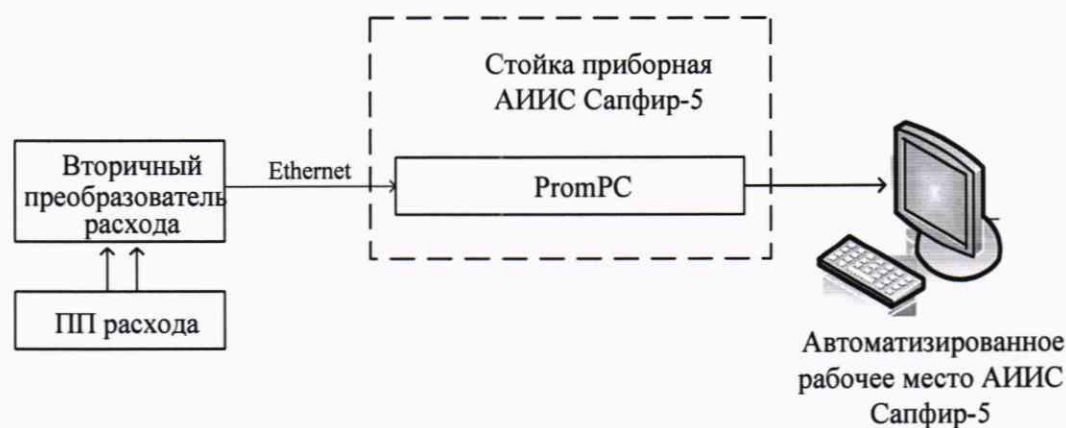 Стойка приборная
АИИС Сапфир-5
Вторичный
преобразователь
расхода
Ethernet
PromPC
ПП расхода
Автоматизированное
рабочее место АИИС
Сапфир-5